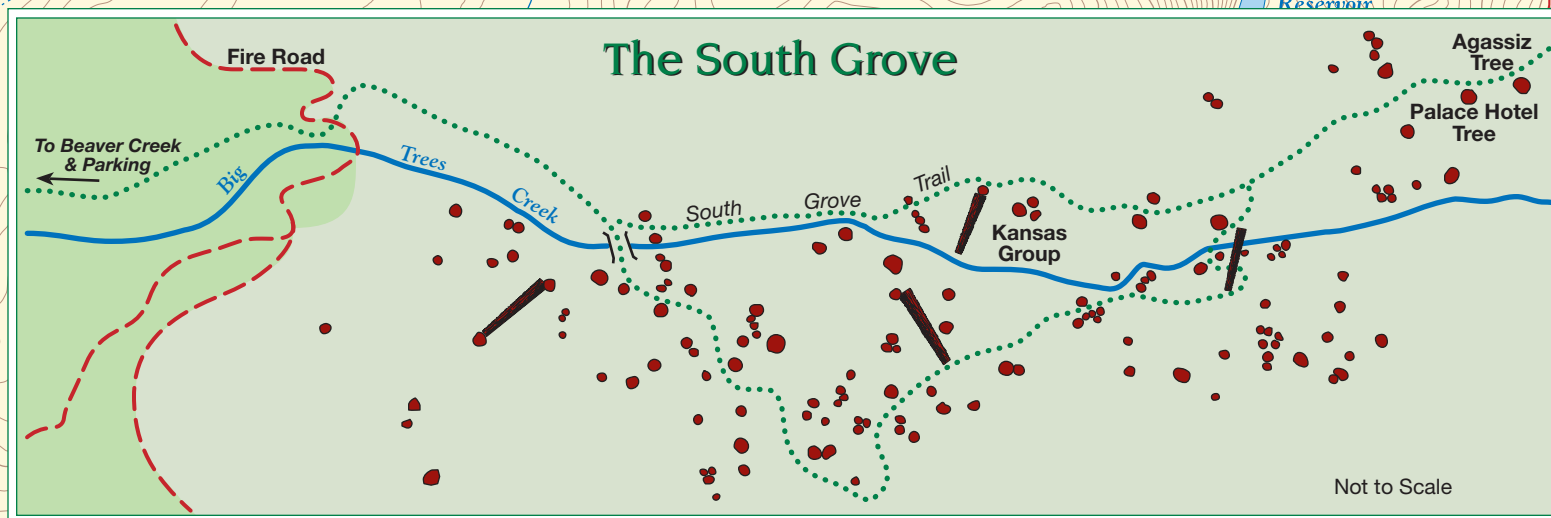 Reservoir
The South Grove
Fire Road
Agassiz
Tree
Palace Hotel
Tree
To Beaver Creek
& Parking
Big Trees Creek
South Grove Trail
Kansas
Group
Not to Scale